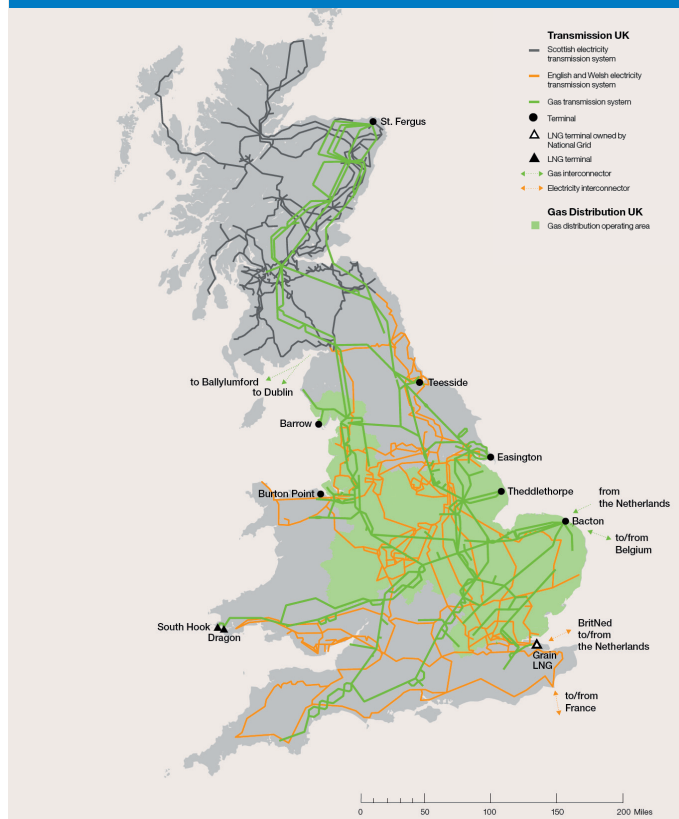 Transmission UK
Scottish electricity
transmission system
English and Welsh electricity
transmission system
Gas transmission system
Terminal
LNG terminal owned by
National Grid
LNG terminal
Gas interconnector
Electricity interconnector
Gas Distribution UK
Gas distribution operating area
St. Fergus
to Ballylumford
to Dublin
Teesside
Barrow
Easington
Burton Point
Theddlethorpe
from
the Netherlands
Bacton
to/from
Belgium
South Hook
Dragon
BritNed
to/from
the Netherlands
Grain
LNG
to/from
France
0 50 100 150 200 Miles